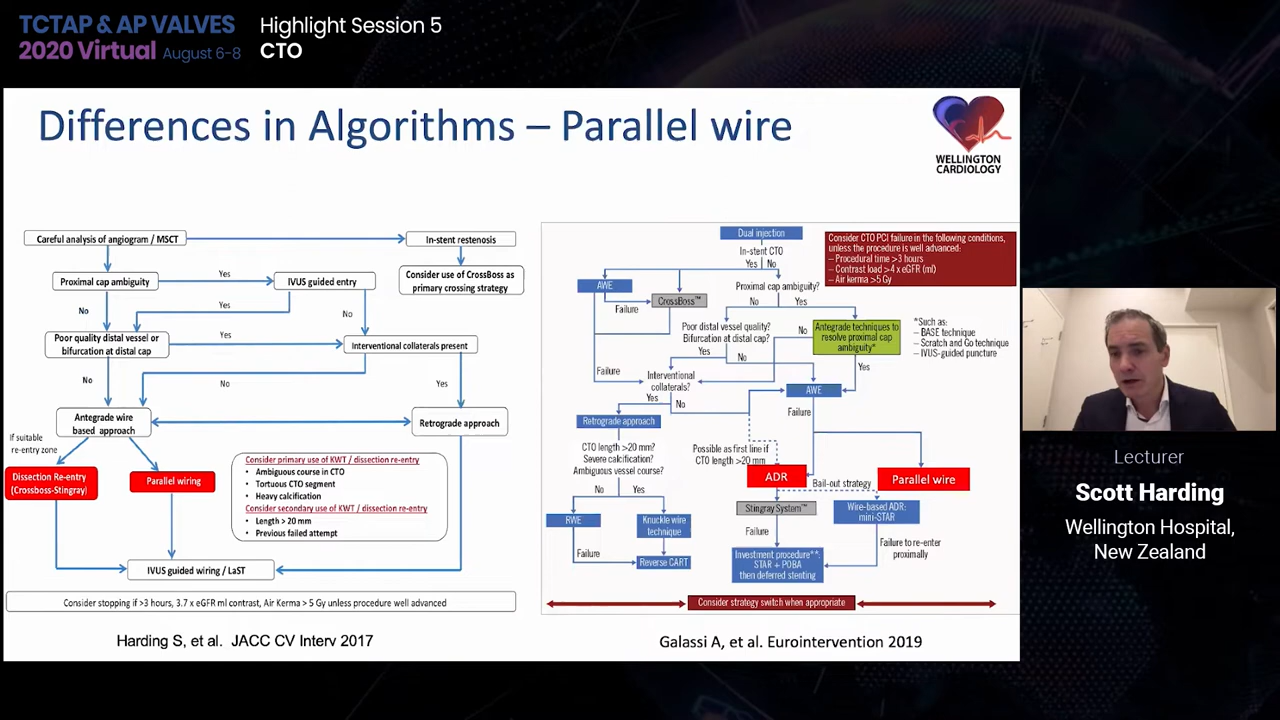 TCTAP & AP VALVES
2020 Virtual August 6-8
Highlight Session 5
CTO
Differences in Algorithms – Parallel wire
WELLINGTON
CARDIOLOGY
Careful analysis of angiogram / MSCT
In-stent restenosis
Proximal cap ambiguity
Yes
IVUS guided entry
Consider use of CrossBoss as
primary crossing strategy
No
Yes
No
Poor quality distal vessel or
bifurcation at distal cap
Yes
Interventional collaterals present
No
No
Yes
Antegrade wire
based approach
Retrograde approach
If suitable
re-entry zone
Dissection Re-entry
(Crossboss-Stingray)
Parallel wiring
Consider primary use of KWT / dissection re-entry
• Ambiguous course in CTO
• Tortuous CTO segment
• Heavy calcification
Consider secondary use of KWT / dissection re-entry
• Length > 20 mm
• Previous failed attempt
IVUS guided wiring / LaST
Consider stopping if >3 hours, 3.7 x eGFR ml contrast, Air Kerma > 5 Gy unless procedure well advanced
Harding S, et al. JACC CV Interv 2017
Dual injection
In-stent CTO
Yes No
Consider CTO PCI failure in the following conditions,
unless the procedure is well advanced:
– Procedural time >3 hours
– Contrast load >4 x eGFR (ml)
– Air kerma >5 Gy
AWE
Failure
CrossBoss™
Proximal cap ambiguity?
No
Yes
Poor distal vessel quality?
Bifurcation at distal cap?
Yes
No
No
Antegrade techniques to
resolve proximal cap
ambiguity*
*Such as:
– BASE technique
– Scratch and Go technique
– IVUS-guided puncture
Failure
Interventional
collaterals?
Yes
No
Yes
AWE
Failure
Retrograde approach
CTO length >20 mm?
Severe calcification?
Ambiguous vessel course?
No
Yes
Possible as first line if
CTO length >20 mm
ADR
Bail-out strategy
Parallel wire
RWE
Knuckle wire
technique
Failure
Reverse CART
Stingray System™
Failure
Wire-based ADR:
mini-STAR
Failure to re-enter
proximally
Investment procedure**:
STAR + POBA
then deferred stenting
Consider strategy switch when appropriate
Galassi A, et al. Eurointervention 2019
Lecturer
Scott Harding
Wellington Hospital,
New Zealand